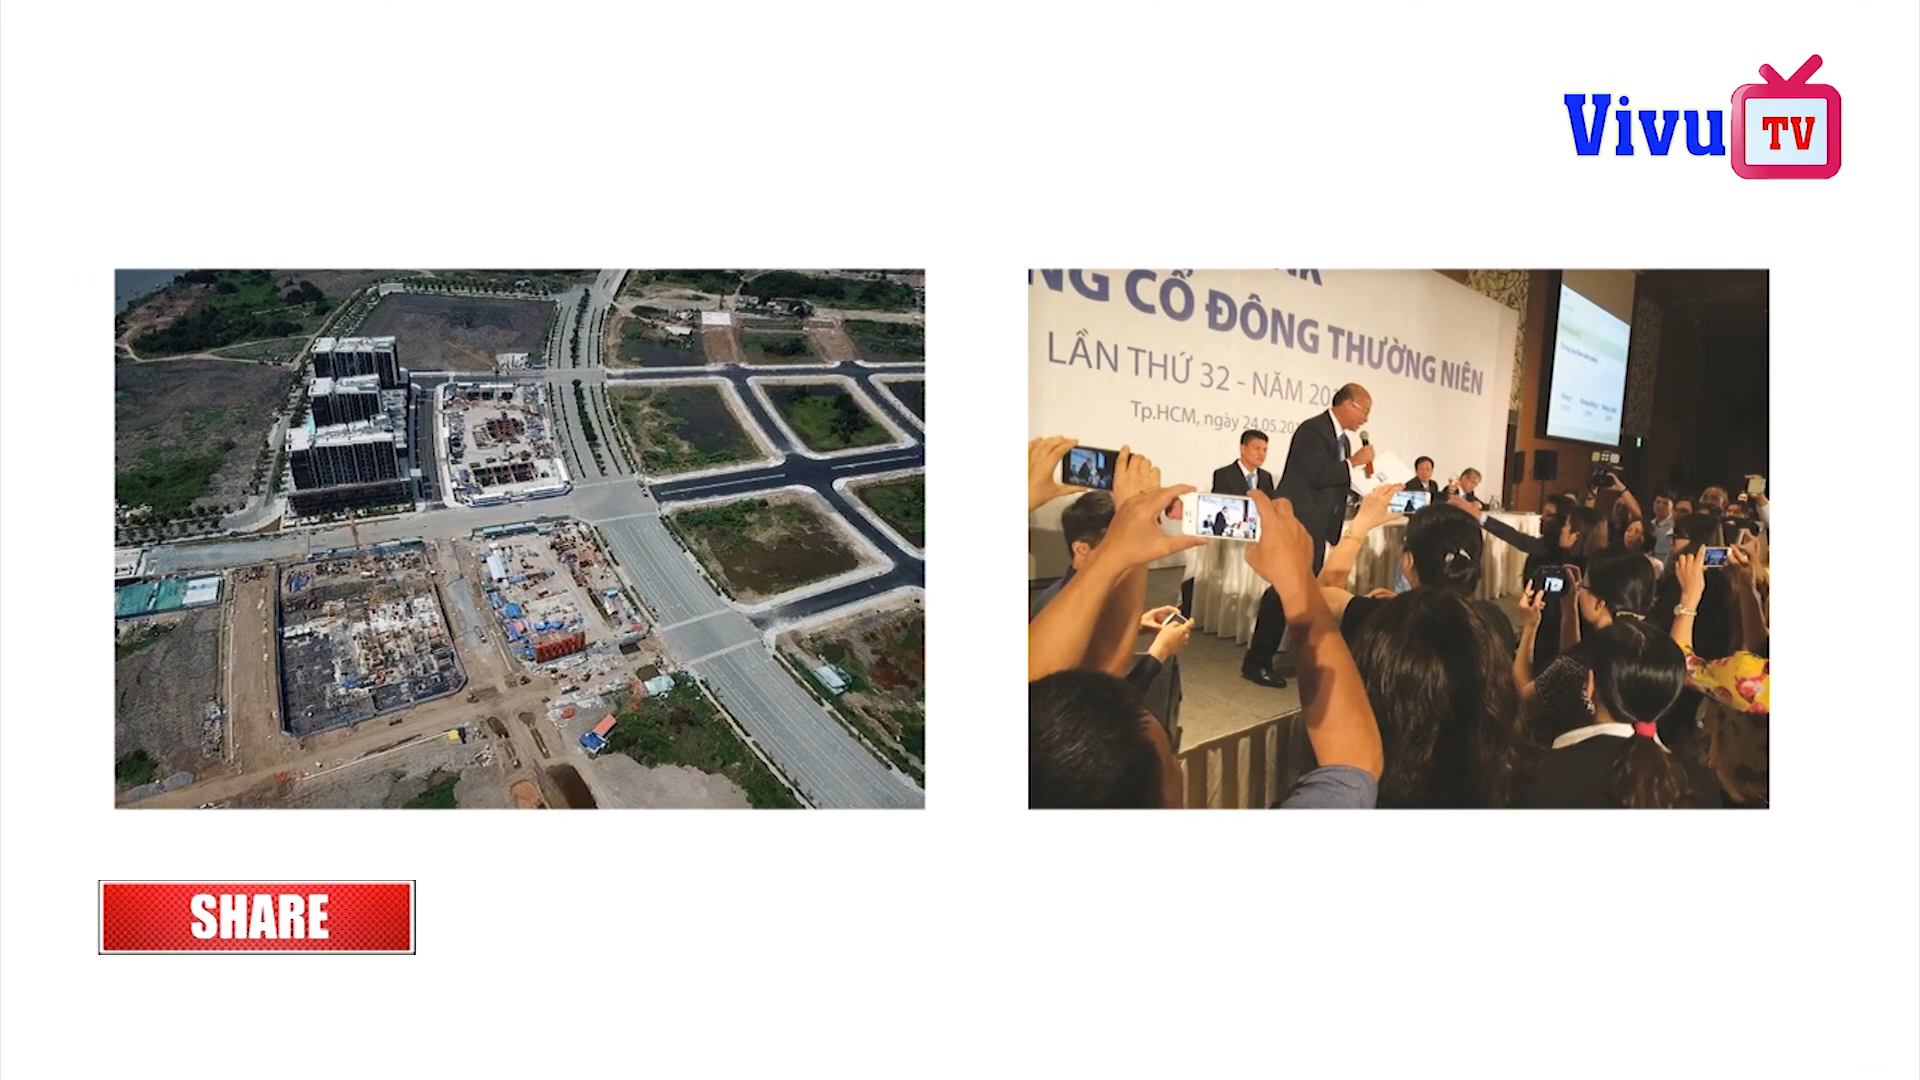 Vivu TV
NG CỔ ĐÔNG THƯỜNG NIÊN
LẦN THỨ 32 - NĂM 20
Tp.HCM, ngày 24.05.20
SHARE